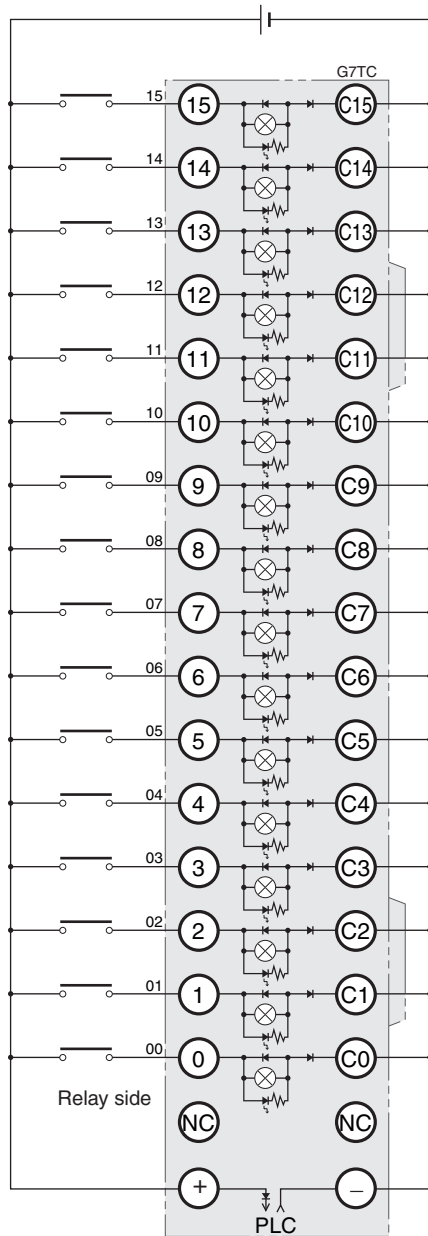 G7TC
15 15 C15
14 14 C14
13 13 C13
12 12 C12
11 11 C11
10 10 C10
09 9 C9
08 8 C8
07 7 C7
06 6 C6
05 5 C5
04 4 C4
03 3 C3
02 2 C2
01 1 C1
00 0 C0
Relay side
NC NC
+ −
PLC